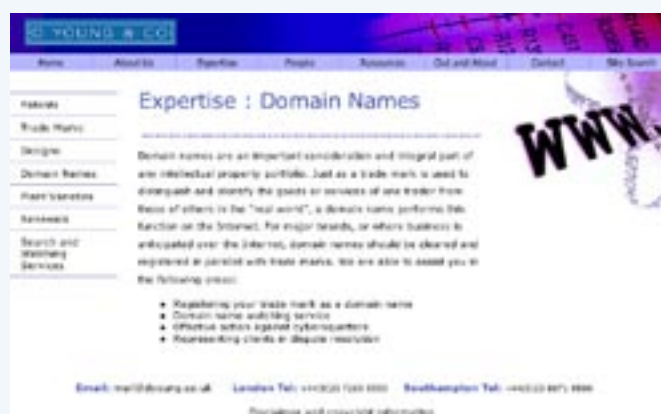 D YOUNG & CO
Home About Us Expertise People Resources Out and About Contact Site Search
Expertise : Domain Names
WWW.
Patents
Trade Marks
Designs
Domain Names
Plant Varieties
Renewals
Search and
Watching
Services
Domain names are an important consideration and integral part of
any intellectual property portfolio. Just as a trade mark is used to
distinguish and identify the goods or services of one trader from
those of others in the "real world", a domain name performs this
function on the Internet. For major brands, or where business is
anticipated over the Internet, domain names should be cleared and
registered in parallel with trade marks. We are able to assist you in
the following areas:
Registering your trade mark as a domain name
Domain name watching service
Effective action against cybersquatters
Representing clients in dispute resolution
Email: mail@dyoung.co.uk London Tel: Southampton Tel:
Disclaimer and copyright information